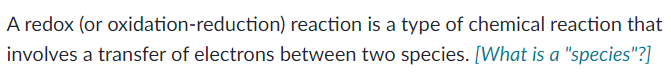 A redox (or oxidation-reduction) reaction is a type of chemical reaction that
involves a transfer of electrons between two species. [What is a "species"?]